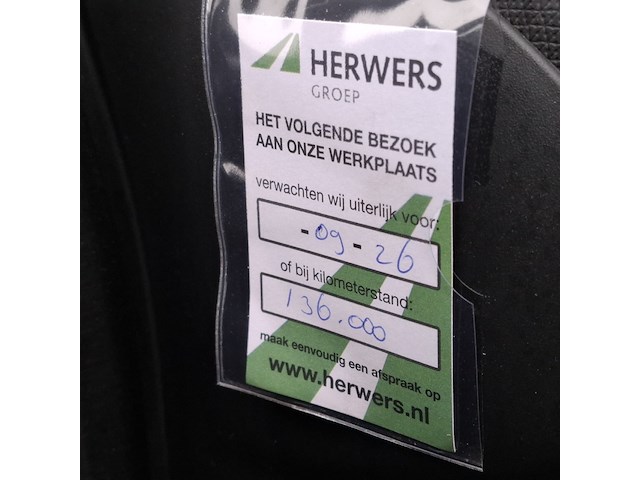 HERWERS
GROEP
HET VOLGENDE BEZOEK
AAN ONZE WERKPLAATS
verwachten wij uiterlijk voor:
-09-26
of bij kilometerstand:
136.000
maak eenvoudig een afspraak op
www.herwers.nl